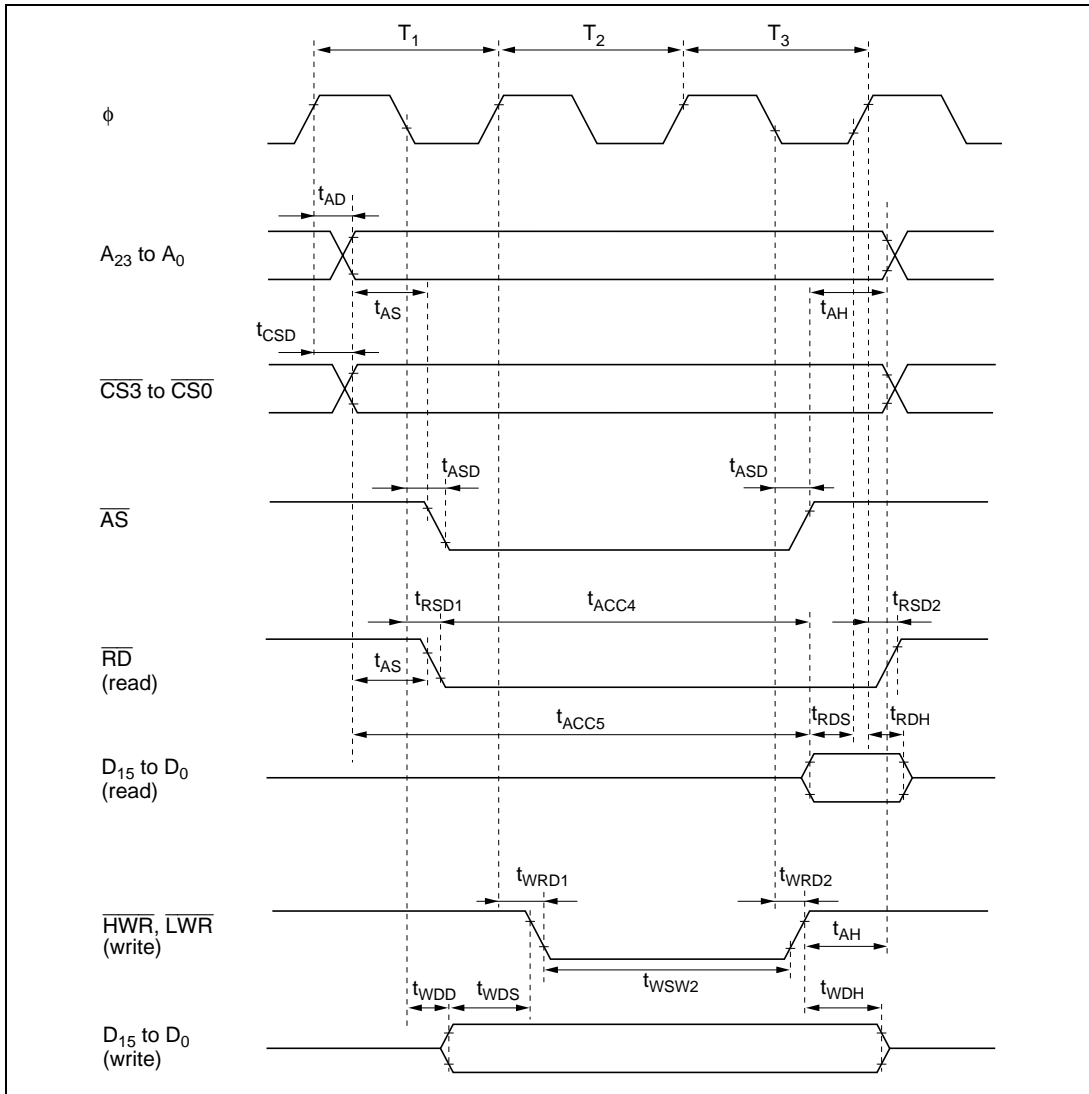 T1 T2 T3
φ
tAD
A23 to A0
tAS tAH
tCSD
CS3 to CS0
tASD tASD
AS
tRSD1 tACC4 tRSD2
RD
(read)
tAS
tACC5 tRDS tRDH
D15 to D0
(read)
tWRD1 tWRD2
HWR, LWR
(write)
tAH
tWSW2
tWDD tWDS tWDH
D15 to D0
(write)